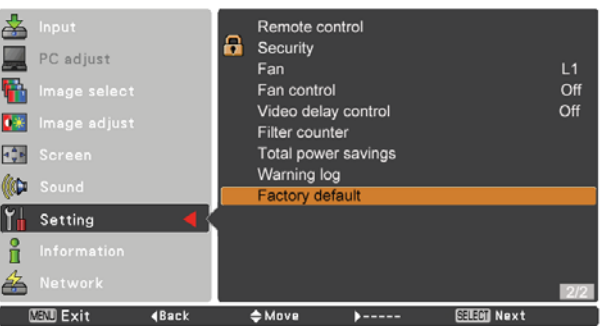 Input
PC adjust
Image select
Image adjust
Screen
Sound
Setting
Information
Network
Remote control
Security
Fan L1
Fan control Off
Video delay control Off
Filter counter
Total power savings
Warning log
Factory default
2/2
MENU Exit ◀Back Move ▶----- SELECT Next